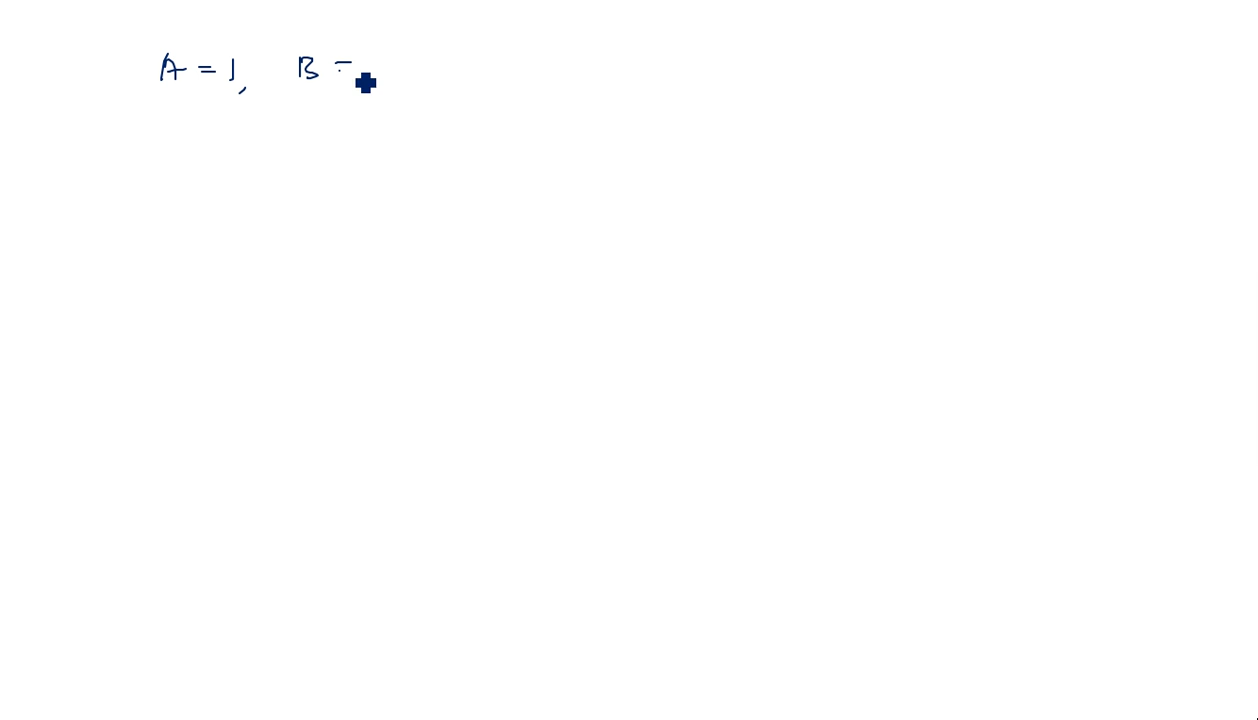 A = 1, B =